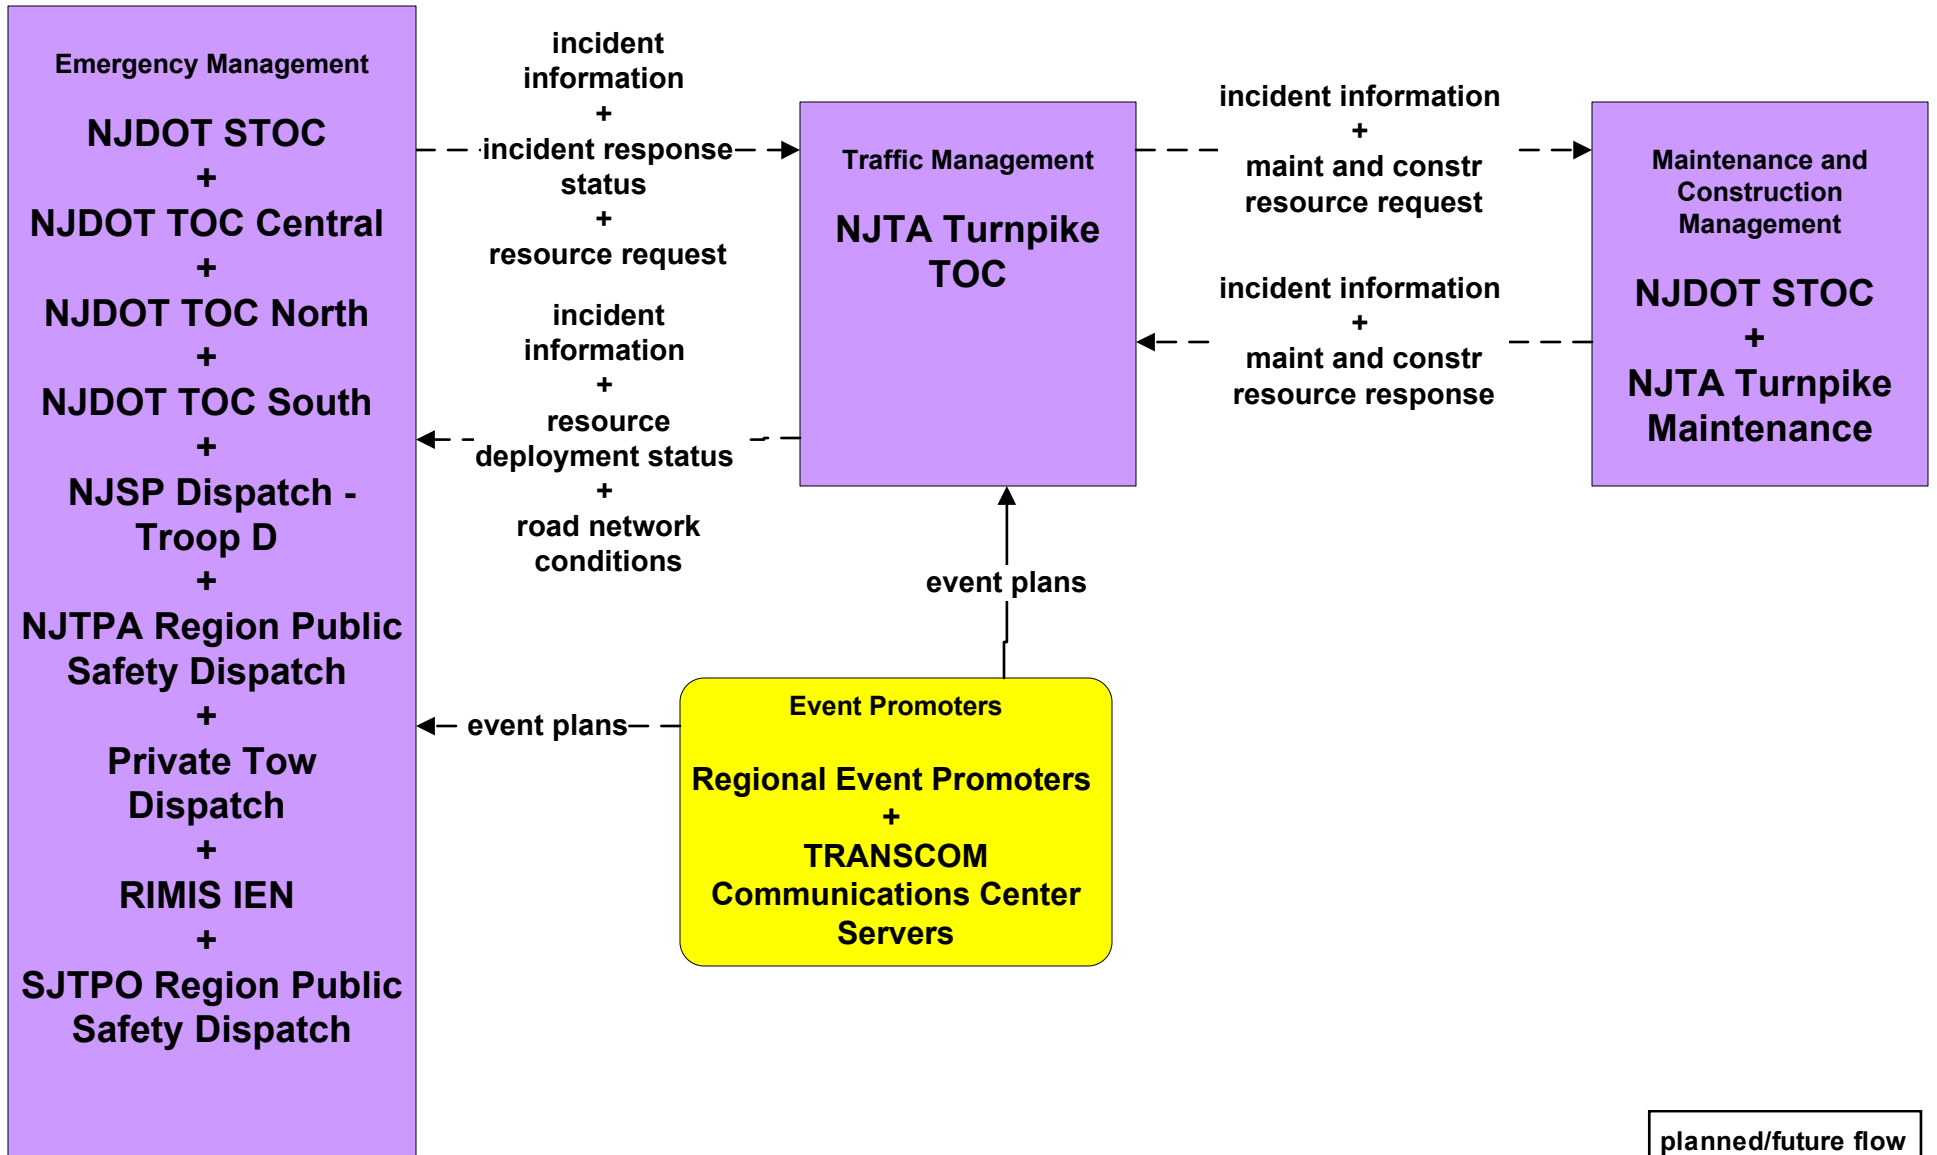 Emergency Management
NJDOT STOC
+
NJDOT TOC Central
+
NJDOT TOC North
+
NJDOT TOC South
+
NJSP Dispatch -
Troop D
+
NJTPA Region Public
Safety Dispatch
+
Private Tow
Dispatch
+
RIMIS IEN
+
SJTPO Region Public
Safety Dispatch
incident
information
+
incident response
status
+
resource request
incident
information
+
resource
deployment status
+
road network
conditions
event plans
Traffic Management
NJTA Turnpike
TOC
event plans
Event Promoters
Regional Event Promoters
+
TRANSCOM
Communications Center
Servers
incident information
+
maint and constr
resource request
incident information
+
maint and constr
resource response
Maintenance and
Construction
Management
NJDOT STOC
+
NJTA Turnpike
Maintenance
planned/future flow